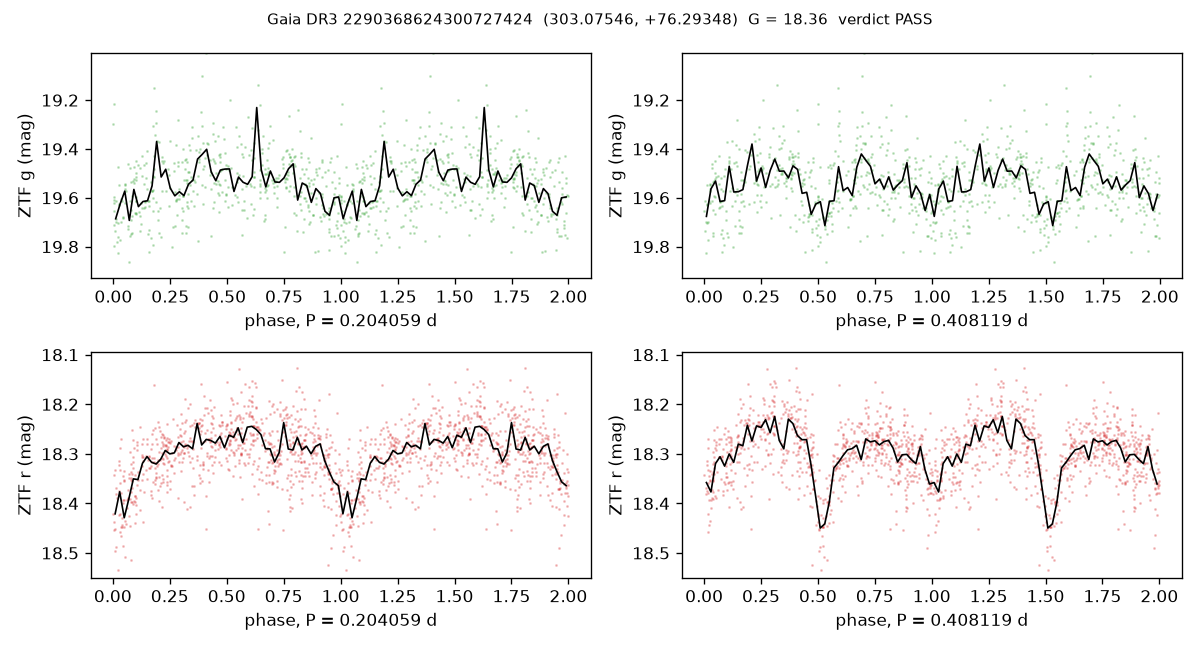 Gaia DR3 2290368624300727424 (303.07546, +76.29348) G = 18.36 verdict PASS
ZTF g (mag)
19.2
19.4
19.6
19.8
0.00 0.25 0.50 0.75 1.00 1.25 1.50 1.75 2.00
phase, P = 0.204059 d
ZTF g (mag)
19.2
19.4
19.6
19.8
0.00 0.25 0.50 0.75 1.00 1.25 1.50 1.75 2.00
phase, P = 0.408119 d
ZTF r (mag)
18.1
18.2
18.3
18.4
18.5
0.00 0.25 0.50 0.75 1.00 1.25 1.50 1.75 2.00
phase, P = 0.204059 d
ZTF r (mag)
18.1
18.2
18.3
18.4
18.5
0.00 0.25 0.50 0.75 1.00 1.25 1.50 1.75 2.00
phase, P = 0.408119 d